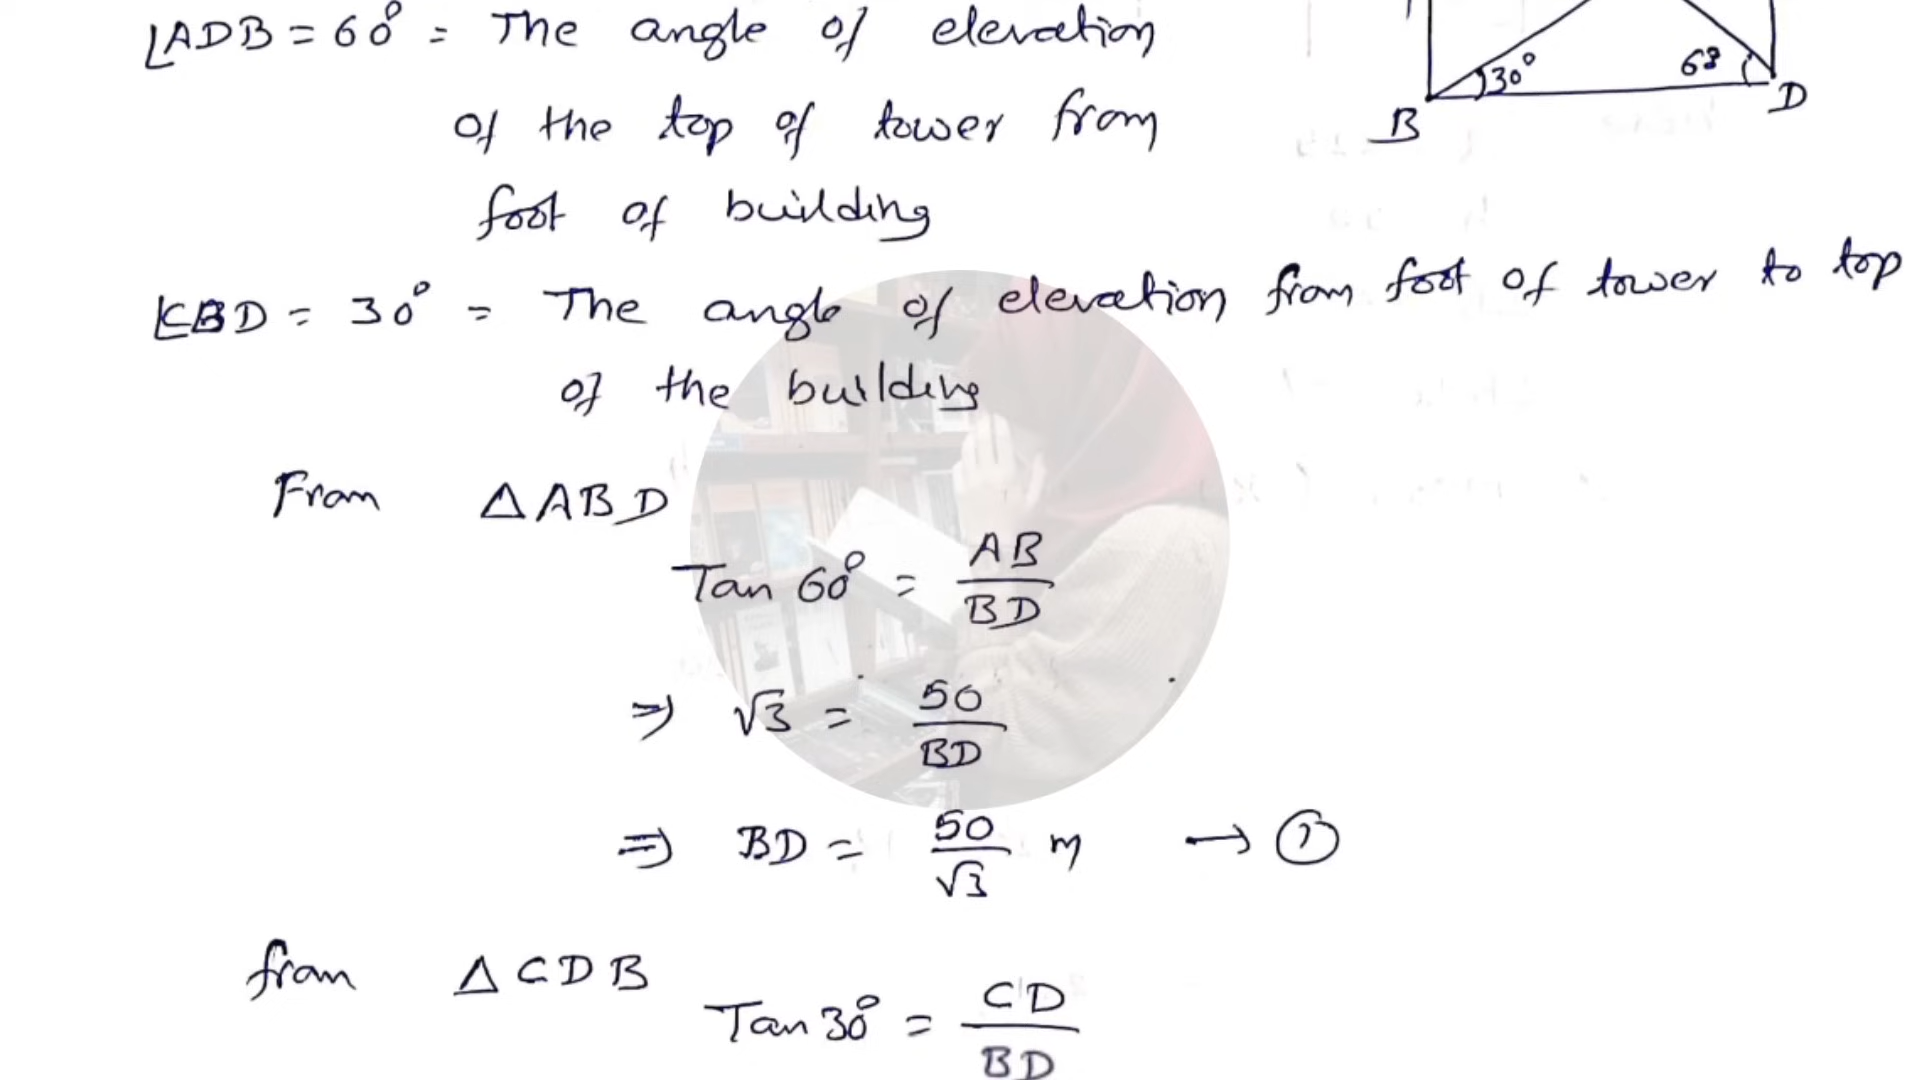 ∠ADB = 60° = The angle of elevation
of the top of tower from
foot of building
∠CBD = 30° = The angle of elevation from foot of tower to top
of the building
From △ABD
Tan 60° = AB/BD
⇒ √3 = 50/BD
⇒ BD = 50/√3 m → ①
from △CDB
Tan 30° = CD/BD
30°
60°
B
D